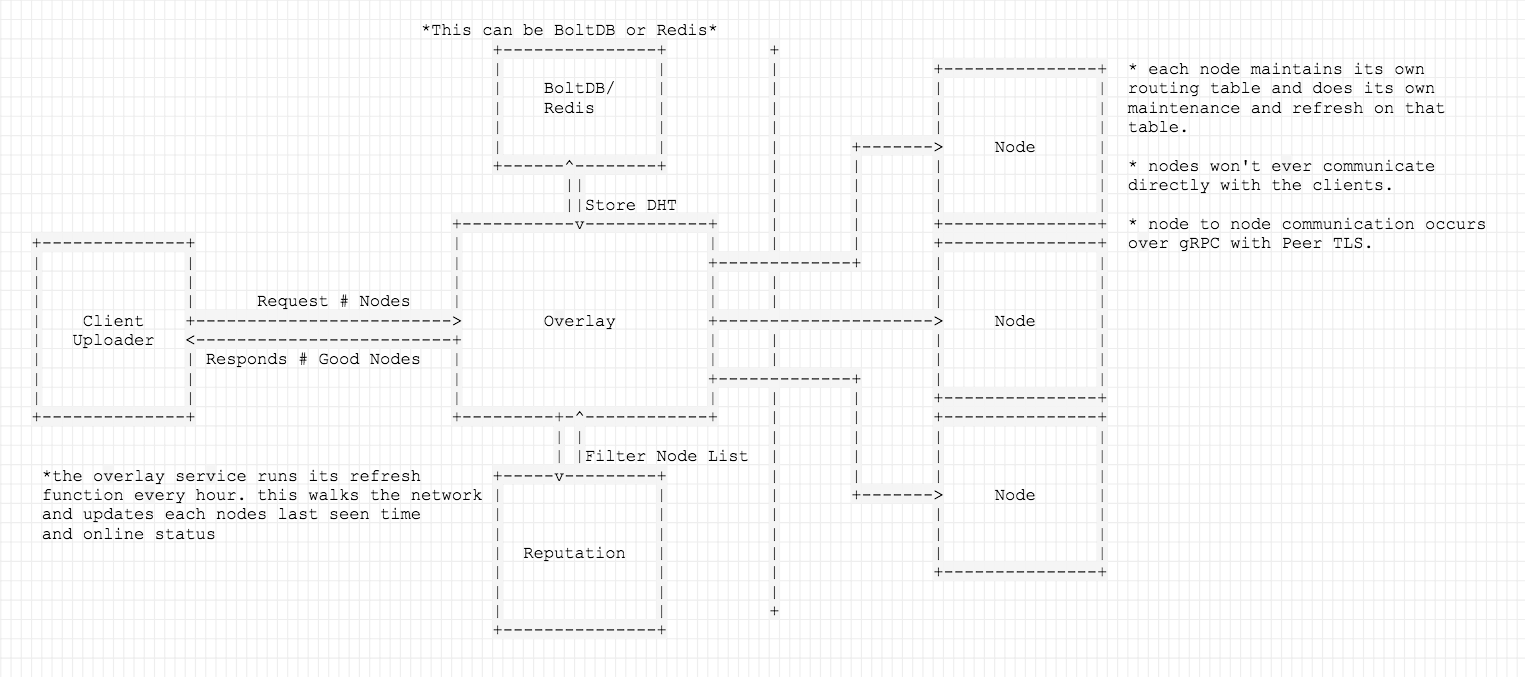 *This can be BoltDB or Redis*
BoltDB/
Redis
Store DHT
Client
Uploader
Request # Nodes
Responds # Good Nodes
Overlay
Filter Node List
Reputation
*the overlay service runs its refresh
function every hour. this walks the network
and updates each nodes last seen time
and online status
Node
Node
Node
* each node maintains its own
routing table and does its own
maintenance and refresh on that
table.
* nodes won't ever communicate
directly with the clients.
* node to node communication occurs
over gRPC with Peer TLS.